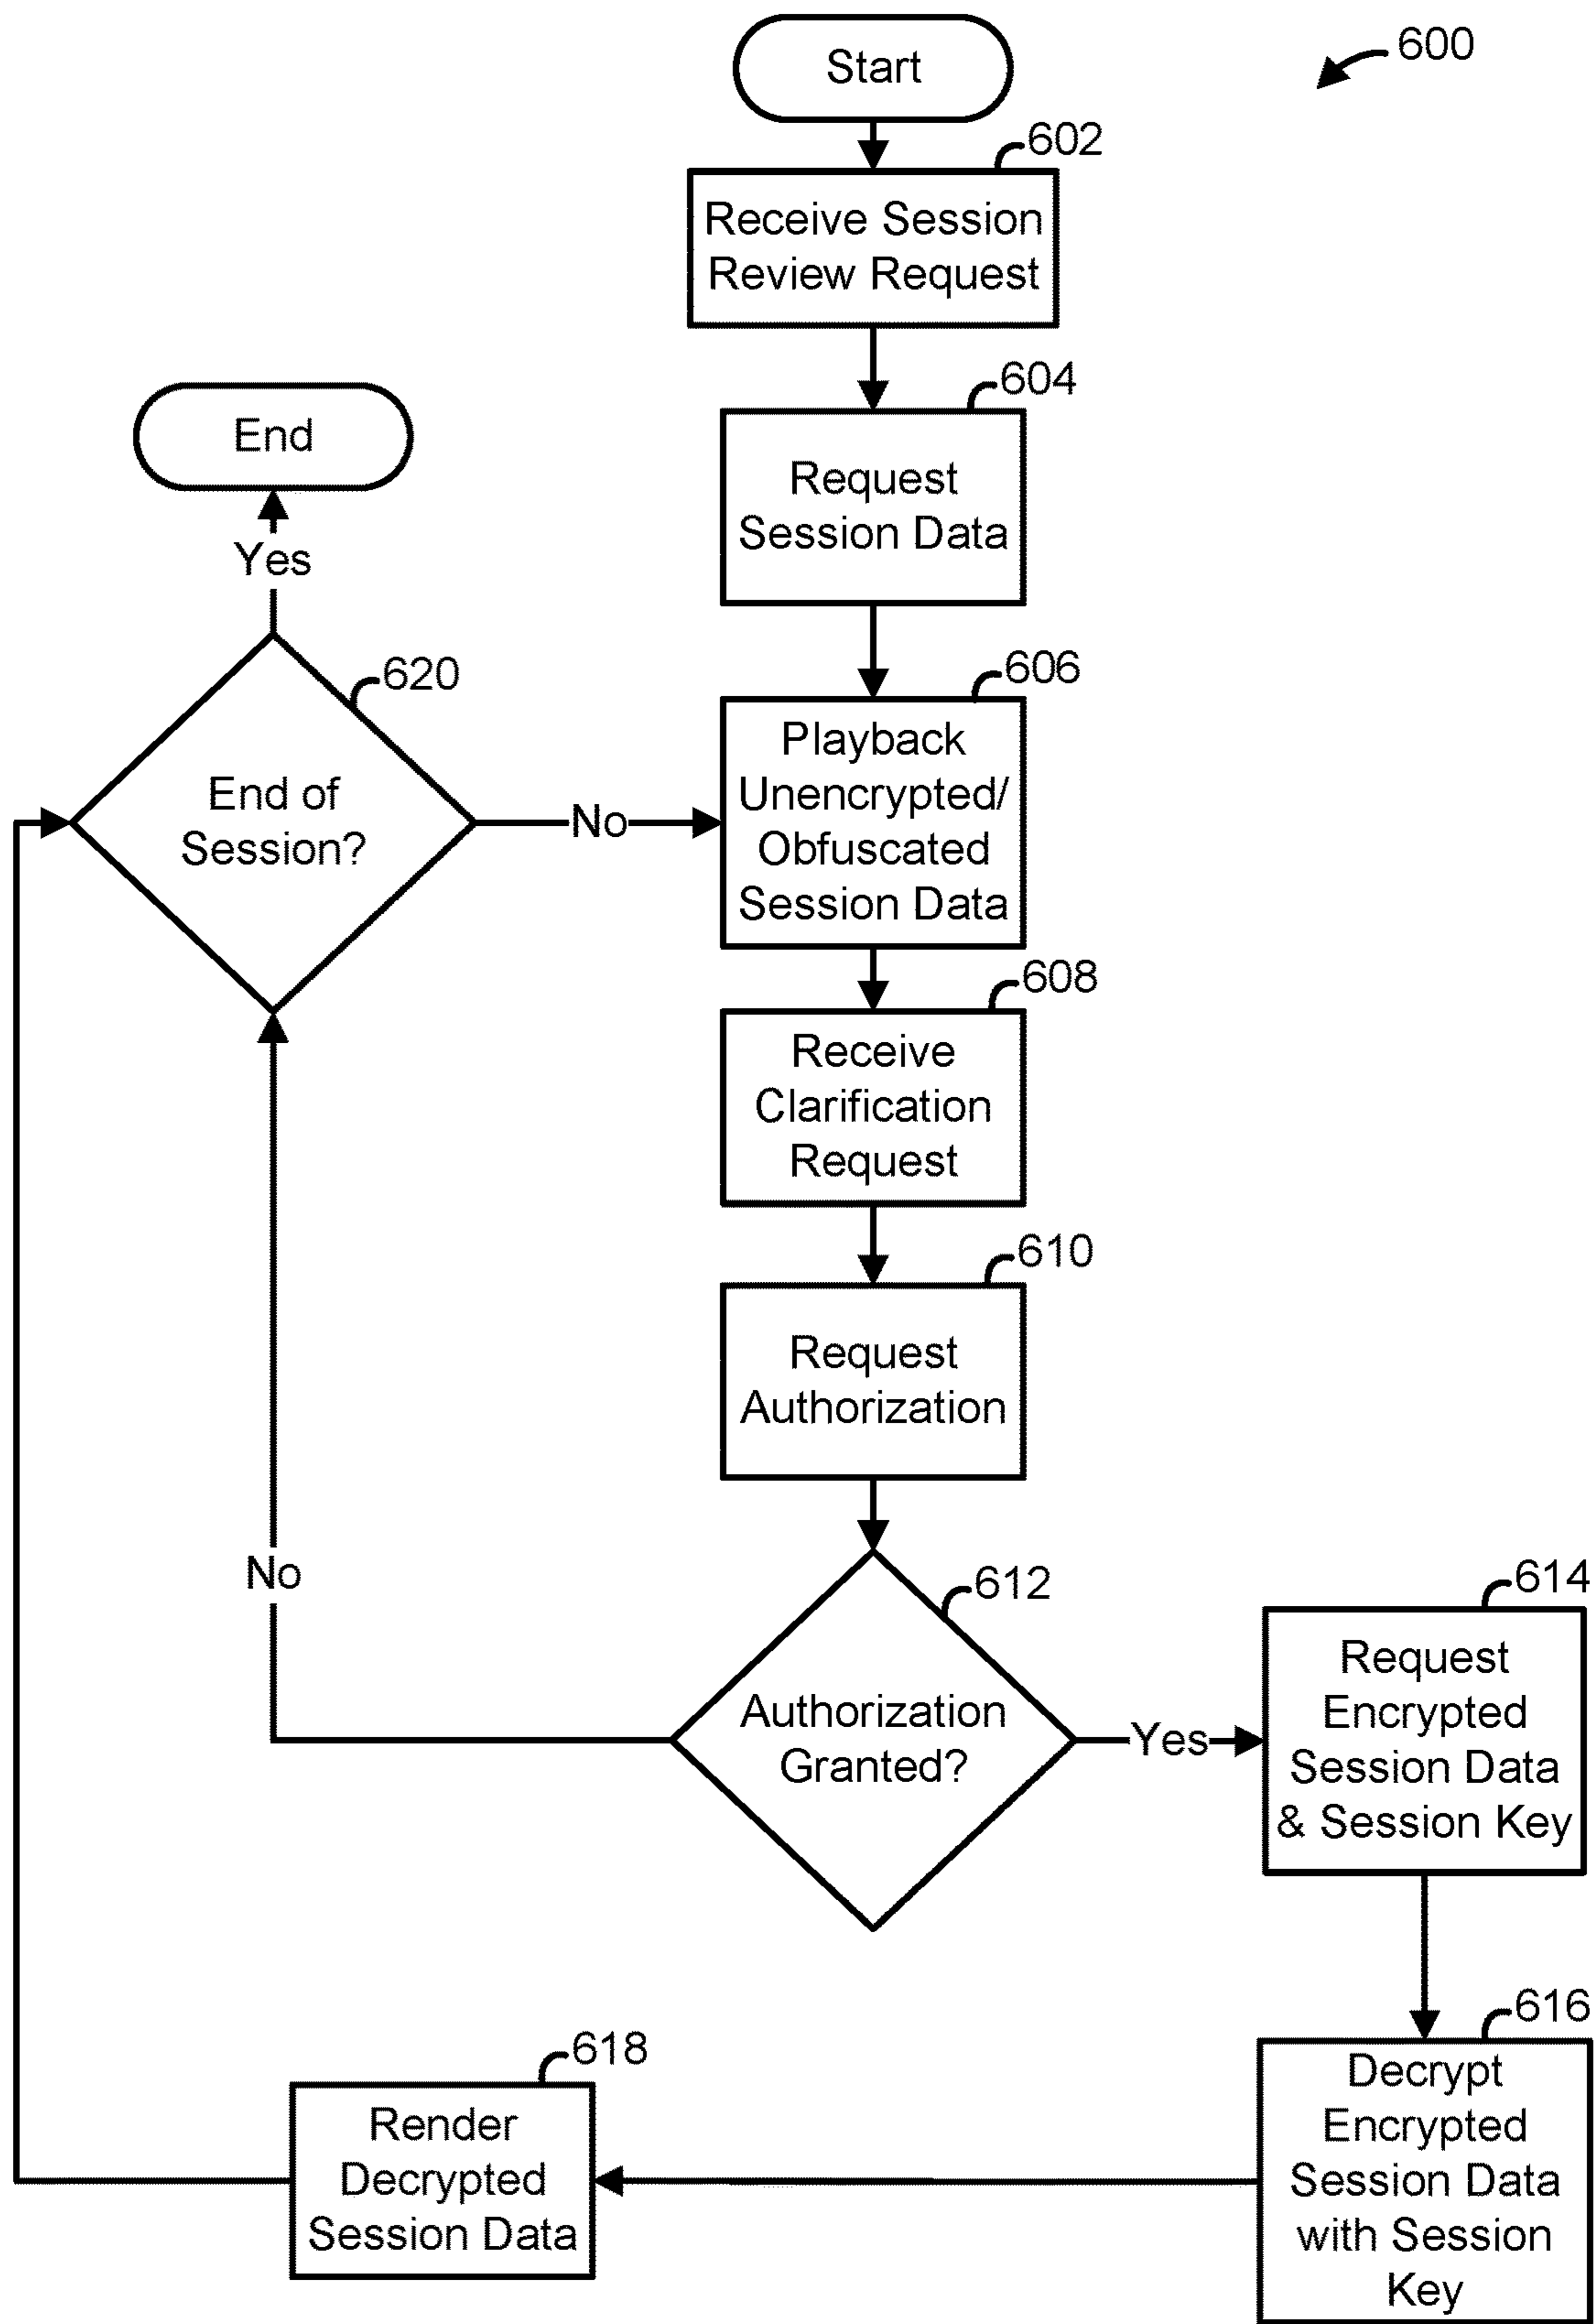 Start
600
602
Receive Session
Review Request
604
Request
Session Data
End
Yes
620
End of
Session?
No
606
Playback
Unencrypted/
Obfuscated
Session Data
608
Receive
Clarification
Request
610
Request
Authorization
No
612
Authorization
Granted?
Yes
614
Request
Encrypted
Session Data
& Session Key
616
Decrypt
Encrypted
Session Data
with Session
Key
618
Render
Decrypted
Session Data